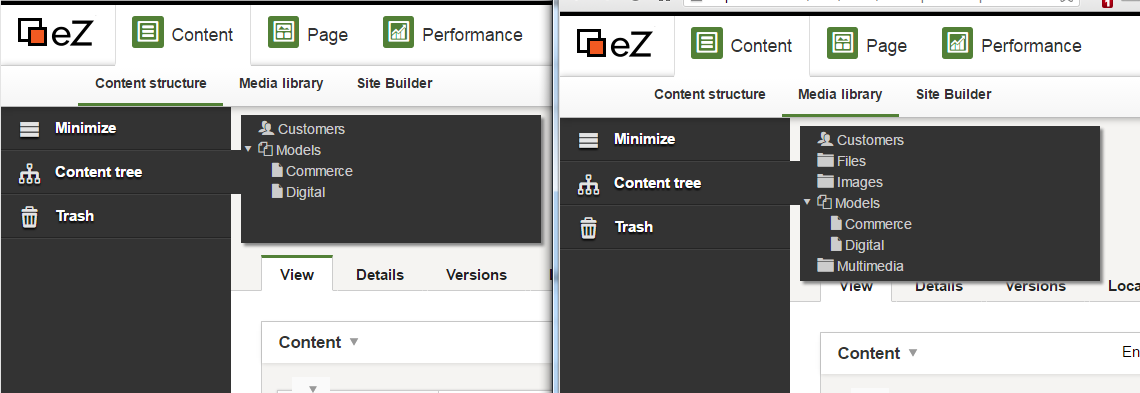 eZ Content Page Performance
Content structure Media library Site Builder
Minimize
Content tree
Trash
Customers
Models
Commerce
Digital
View Details Versions
Content
eZ Content Page Performance
Content structure Media library Site Builder
Minimize
Content tree
Trash
Customers
Files
Images
Models
Commerce
Digital
Multimedia
View Details Versions Loca
Content En